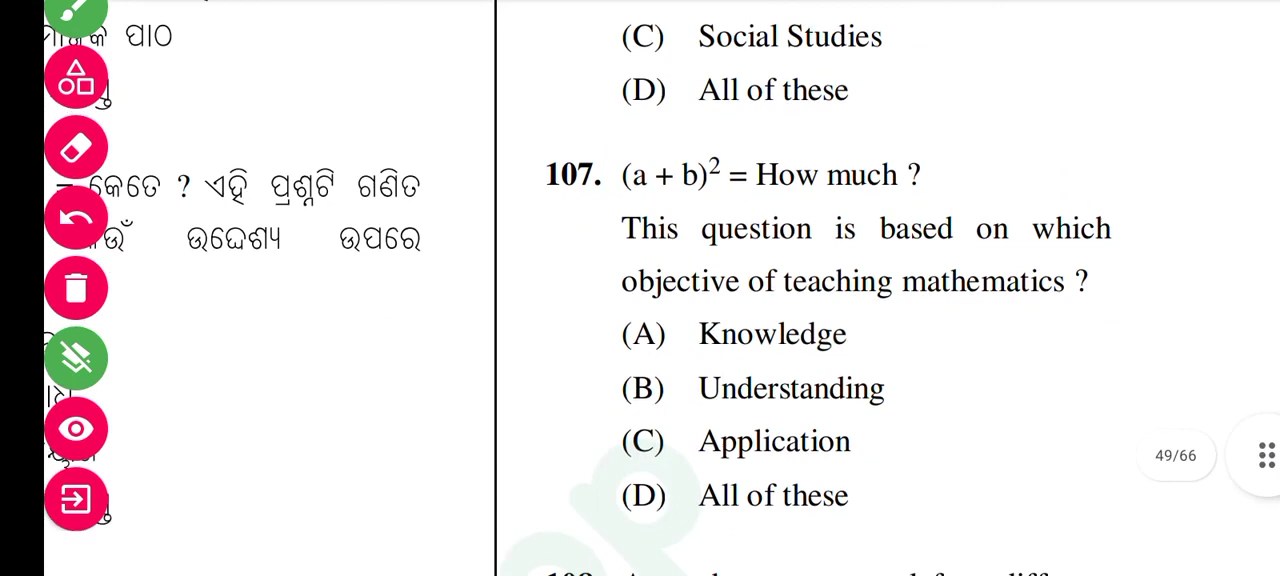 ପାଠ
(C) Social Studies
(D) All of these
107. (a + b)² = How much ?
= କେତେ ? ଏହି ପ୍ରଶ୍ନଟି ଗଣିତ
This question is based on which
ଉଦ୍ଦେଶ୍ୟ ଉପରେ
objective of teaching mathematics ?
(A) Knowledge
(B) Understanding
(C) Application
49/66
(D) All of these